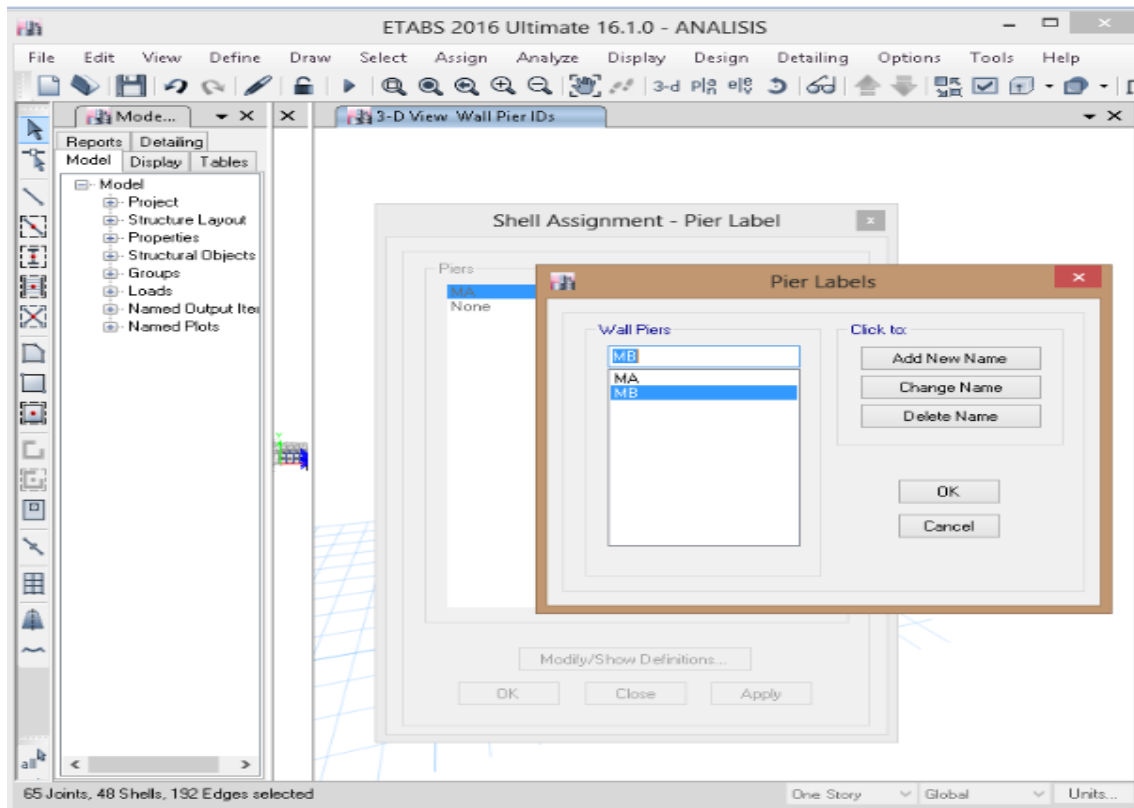 ETABS 2016 Ultimate 16.1.0 - ANALISIS
File Edit View Define Draw Select Assign Analyze Display Design Detailing Options Tools Help
3-d
Mode...
3-D View Wall Pier IDs
Reports Detailing
Model Display Tables
Model
Project
Structure Layout
Properties
Structural Objects
Groups
Loads
Named Output Iter
Named Plots
Shell Assignment - Pier Label
Piers
MA
None
Modify/Show Definitions...
OK Close Apply
Pier Labels
Wall Piers
MB
MA
MB
Click to:
Add New Name
Change Name
Delete Name
OK
Cancel
all
65 Joints, 48 Shells, 192 Edges selected
One Story Global Units...